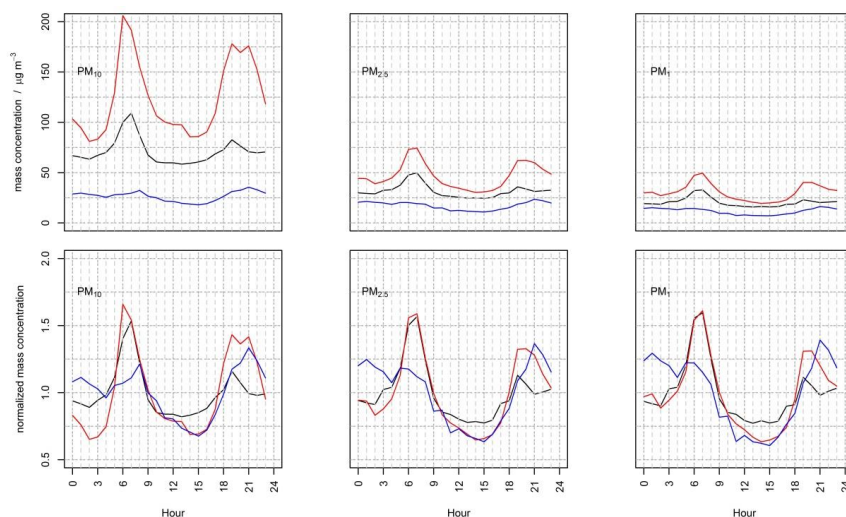 mass concentration / µg m⁻³
200
150
100
50
0
PM₁₀
PM₂.₅
PM₁
normalized mass concentration
2.0
1.5
1.0
0.5
PM₁₀
PM₂.₅
PM₁
0 3 6 9 12 15 18 21 24
0 3 6 9 12 15 18 21 24
0 3 6 9 12 15 18 21 24
Hour
Hour
Hour